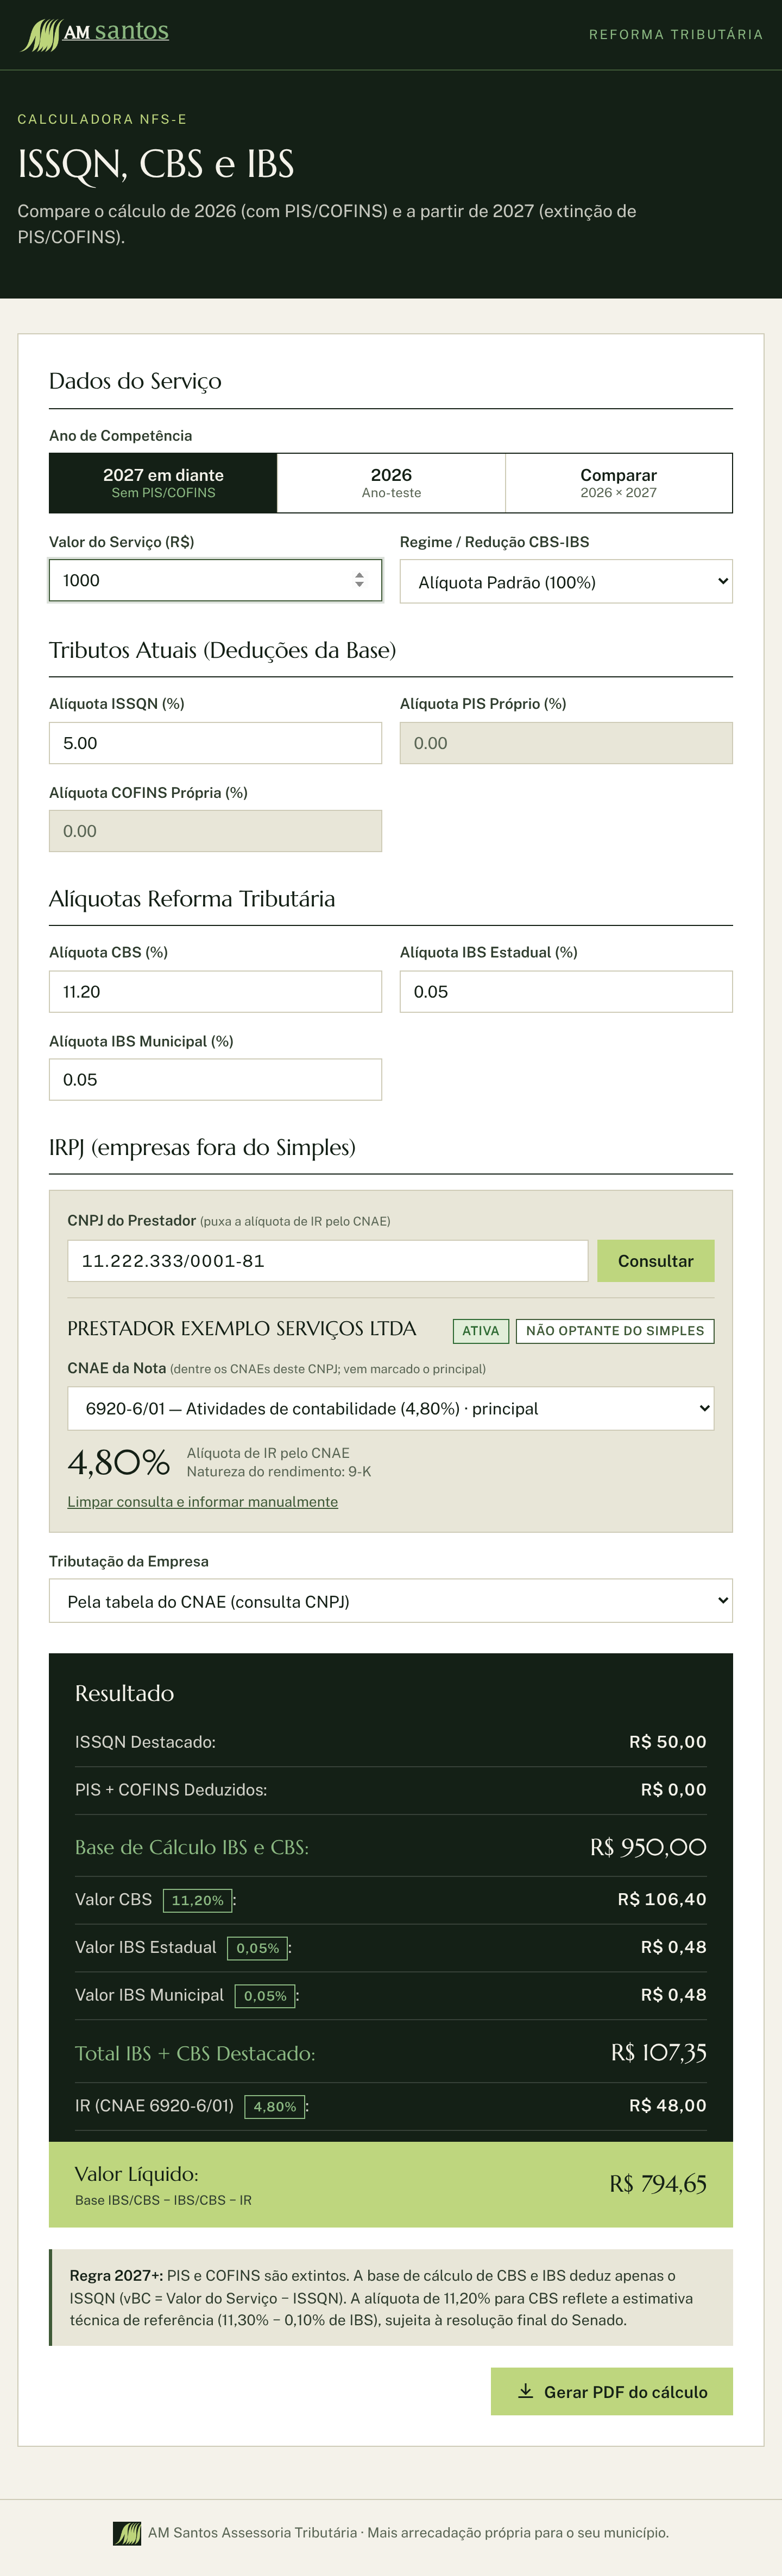 AM santos
REFORMA TRIBUTÁRIA
CALCULADORA NFS-E
ISSQN, CBS e IBS
Compare o cálculo de 2026 (com PIS/COFINS) e a partir de 2027 (extinção de
PIS/COFINS).
Dados do Serviço
Ano de Competência
2027 em diante
Sem PIS/COFINS
2026
Ano-teste
Comparar
2026 × 2027
Valor do Serviço (R$)
Regime / Redução CBS-IBS
1000
Alíquota Padrão (100%)
Tributos Atuais (Deduções da Base)
Alíquota ISSQN (%)
Alíquota PIS Próprio (%)
5.00
0.00
Alíquota COFINS Própria (%)
0.00
Alíquotas Reforma Tributária
Alíquota CBS (%)
Alíquota IBS Estadual (%)
11.20
0.05
Alíquota IBS Municipal (%)
0.05
IRPJ (empresas fora do Simples)
CNPJ do Prestador (puxa a alíquota de IR pelo CNAE)
11.222.333/0001-81
Consultar
PRESTADOR EXEMPLO SERVIÇOS LTDA
ATIVA
NÃO OPTANTE DO SIMPLES
CNAE da Nota (dentre os CNAEs deste CNPJ; vem marcado o principal)
6920-6/01 — Atividades de contabilidade (4,80%) · principal
4,80%
Alíquota de IR pelo CNAE
Natureza do rendimento: 9-K
Limpar consulta e informar manualmente
Tributação da Empresa
Pela tabela do CNAE (consulta CNPJ)
Resultado
ISSQN Destacado: R$ 50,00
PIS + COFINS Deduzidos: R$ 0,00
Base de Cálculo IBS e CBS: R$ 950,00
Valor CBS 11,20%: R$ 106,40
Valor IBS Estadual 0,05%: R$ 0,48
Valor IBS Municipal 0,05%: R$ 0,48
Total IBS + CBS Destacado: R$ 107,35
IR (CNAE 6920-6/01) 4,80%: R$ 48,00
Valor Líquido: R$ 794,65
Base IBS/CBS − IBS/CBS − IR
Regra 2027+: PIS e COFINS são extintos. A base de cálculo de CBS e IBS deduz apenas o
ISSQN (vBC = Valor do Serviço − ISSQN). A alíquota de 11,20% para CBS reflete a estimativa
técnica de referência (11,30% − 0,10% de IBS), sujeita à resolução final do Senado.
Gerar PDF do cálculo
AM Santos Assessoria Tributária · Mais arrecadação própria para o seu município.